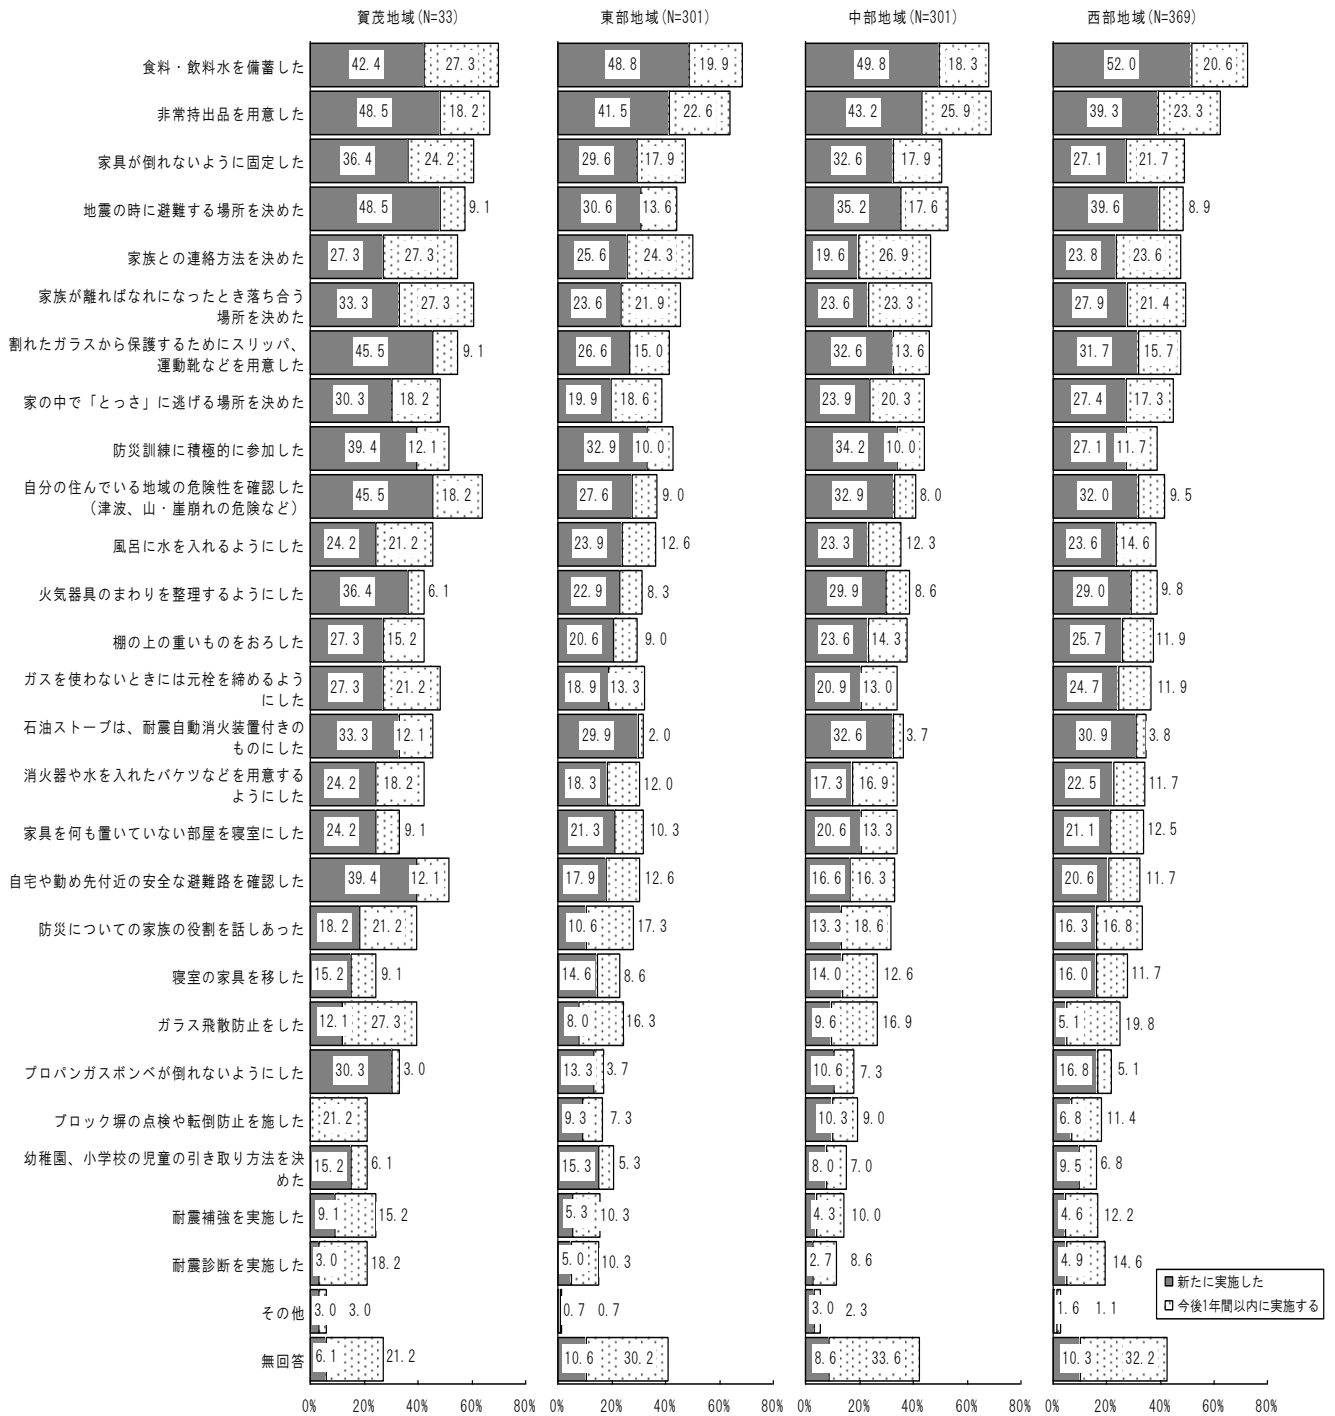 賀茂地域(N=33) 東部地域(N=301) 中部地域(N=301) 西部地域(N=369)
食料・飲料水を備蓄した 42.4 27.3 48.8 19.9 49.8 18.3 52.0 20.6
非常持出品を用意した 48.5 18.2 41.5 22.6 43.2 25.9 39.3 23.3
家具が倒れないように固定した 36.4 24.2 29.6 17.9 32.6 17.9 27.1 21.7
地震の時に避難する場所を決めた 48.5 9.1 30.6 13.6 35.2 17.6 39.6 8.9
家族との連絡方法を決めた 27.3 27.3 25.6 24.3 19.6 26.9 23.8 23.6
家族が離ればなれになったとき落ち合う
場所を決めた 33.3 27.3 23.6 21.9 23.6 23.3 27.9 21.4
割れたガラスから保護するためにスリッパ、
運動靴などを用意した 45.5 9.1 26.6 15.0 32.6 13.6 31.7 15.7
家の中で「とっさ」に逃げる場所を決めた 30.3 18.2 19.9 18.6 23.9 20.3 27.4 17.3
防災訓練に積極的に参加した 39.4 12.1 32.9 10.0 34.2 10.0 27.1 11.7
自分の住んでいる地域の危険性を確認した
（津波、山・崖崩れの危険など） 45.5 18.2 27.6 9.0 32.9 8.0 32.0 9.5
風呂に水を入れるようにした 24.2 21.2 23.9 12.6 23.3 12.3 23.6 14.6
火気器具のまわりを整理するようにした 36.4 6.1 22.9 8.3 29.9 8.6 29.0 9.8
棚の上の重いものをおろした 27.3 15.2 20.6 9.0 23.6 14.3 25.7 11.9
ガスを使わないときには元栓を締めるよう
にした 27.3 21.2 18.9 13.3 20.9 13.0 24.7 11.9
石油ストーブは、耐震自動消火装置付きの
ものにした 33.3 12.1 29.9 2.0 32.6 3.7 30.9 3.8
消火器や水を入れたバケツなどを用意する
ようにした 24.2 18.2 18.3 12.0 17.3 16.9 22.5 11.7
家具を何も置いていない部屋を寝室にした 24.2 9.1 21.3 10.3 20.6 13.3 21.1 12.5
自宅や勤め先付近の安全な避難路を確認した 39.4 12.1 17.9 12.6 16.6 16.3 20.6 11.7
防災についての家族の役割を話しあった 18.2 21.2 10.6 17.3 13.3 18.6 16.3 16.8
寝室の家具を移した 15.2 9.1 14.6 8.6 14.0 12.6 16.0 11.7
ガラス飛散防止をした 12.1 27.3 8.0 16.3 9.6 16.9 5.1 19.8
プロパンガスボンベが倒れないようにした 30.3 3.0 13.3 3.7 10.6 7.3 16.8 5.1
ブロック塀の点検や転倒防止を施した 21.2 9.3 7.3 10.3 9.0 6.8 11.4
幼稚園、小学校の児童の引き取り方法を決
めた 15.2 6.1 15.3 5.3 8.0 7.0 9.5 6.8
耐震補強を実施した 9.1 15.2 5.3 10.3 4.3 10.0 4.6 12.2
耐震診断を実施した 3.0 18.2 5.0 10.3 2.7 8.6 4.9 14.6
その他 3.0 3.0 0.7 0.7 3.0 2.3 1.6 1.1
無回答 6.1 21.2 10.6 30.2 8.6 33.6 10.3 32.2
新たに実施した
今後1年間以内に実施する
0% 20% 40% 60% 80% 0% 20% 40% 60% 80% 0% 20% 40% 60% 80% 0% 20% 40% 60% 80%